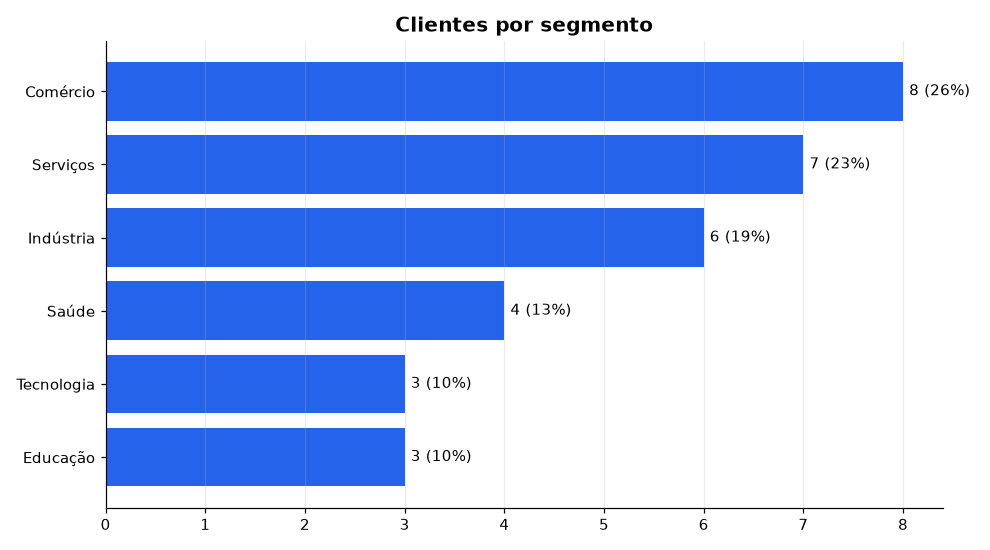 Clientes por segmento
Comércio 8 (26%)
Serviços 7 (23%)
Indústria 6 (19%)
Saúde 4 (13%)
Tecnologia 3 (10%)
Educação 3 (10%)
0 1 2 3 4 5 6 7 8